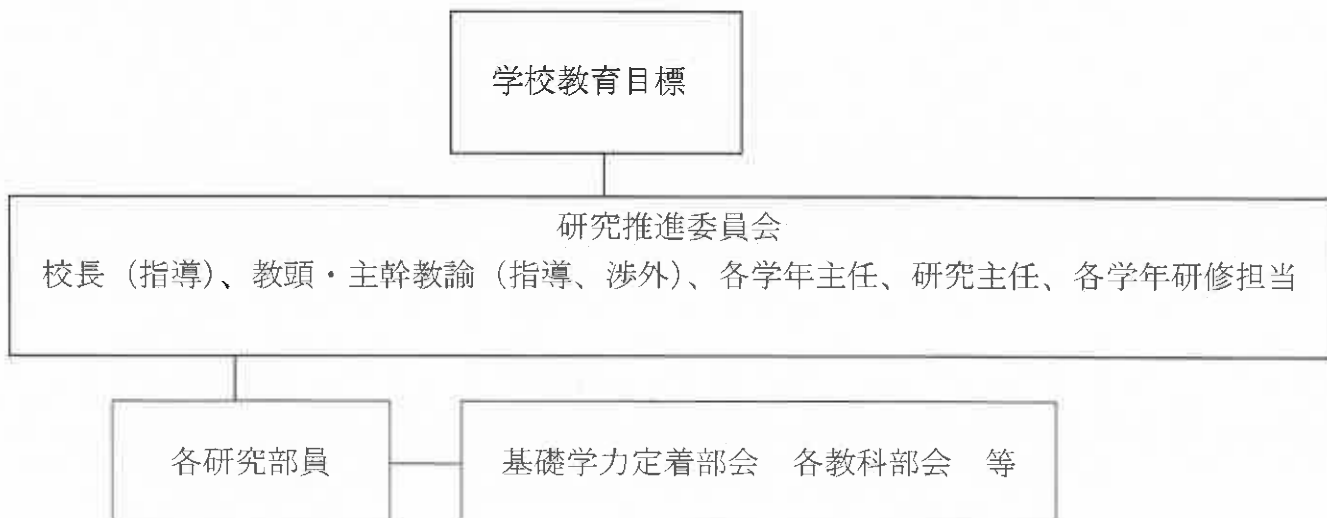 学校教育目標
研究推進委員会
校長（指導）、教頭・主幹教諭（指導、渉外）、各学年主任、研究主任、各学年研修担当
各研究部員
基礎学力定着部会　各教科部会　等